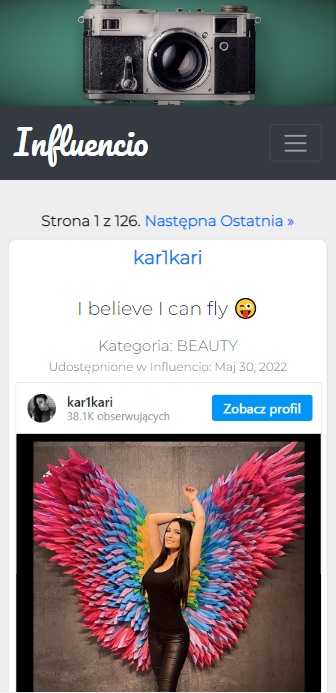 Influencio
Strona 1 z 126. Następna Ostatnia »
kar1kari
I believe I can fly 😜
Kategoria: BEAUTY
Udostępnione w Influencio: Maj 30, 2022
kar1kari
38.1K obserwujących
Zobacz profil